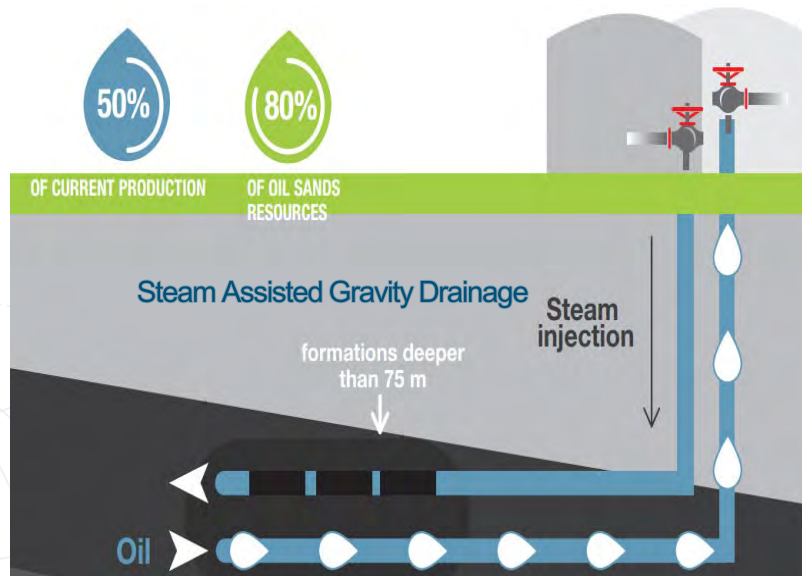 50%
80%
OF CURRENT PRODUCTION
OF OIL SANDS
RESOURCES
Steam Assisted Gravity Drainage
Steam
injection
formations deeper
than 75 m
Oil